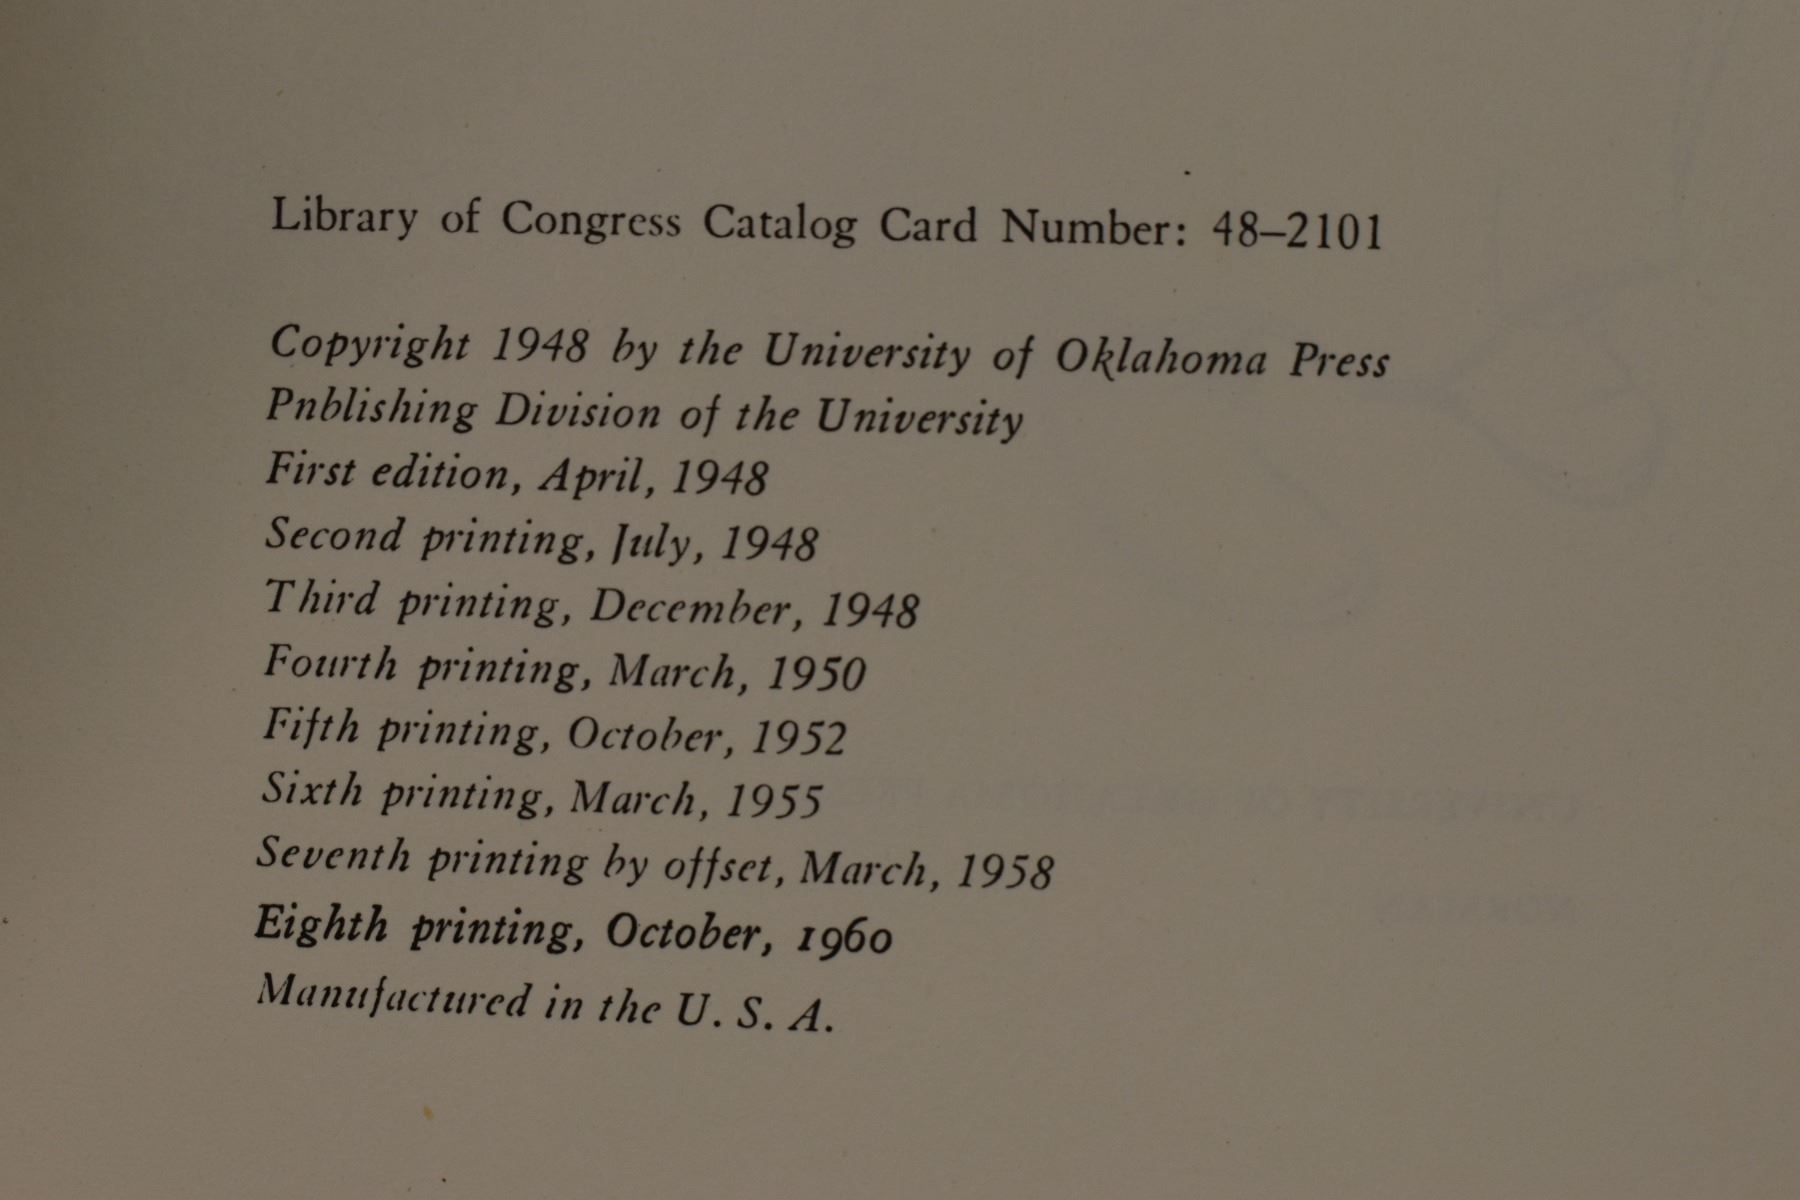 Library of Congress Catalog Card Number: 48–2101
Copyright 1948 by the University of Oklahoma Press
Pnblishing Division of the University
First edition, April, 1948
Second printing, July, 1948
Third printing, December, 1948
Fourth printing, March, 1950
Fifth printing, October, 1952
Sixth printing, March, 1955
Seventh printing by offset, March, 1958
Eighth printing, October, 1960
Manufactured in the U. S. A.